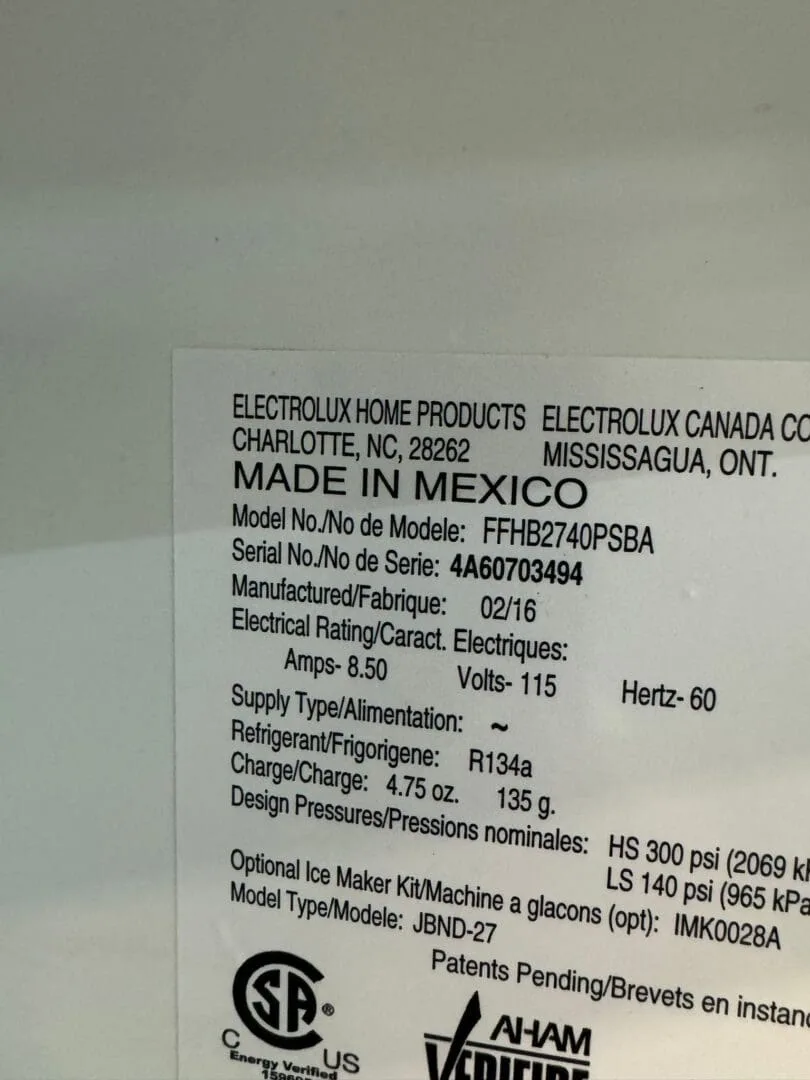 ELECTROLUX HOME PRODUCTS ELECTROLUX CANADA
CHARLOTTE, NC, 28262 MISSISSAGUA, ONT.
MADE IN MEXICO
Model No./No de Modele: FFHB2740PSBA
Serial No./No de Serie: 4A60703494
Manufactured/Fabrique: 02/16
Electrical Rating/Caract. Electriques:
Amps- 8.50 Volts- 115 Hertz- 60
Supply Type/Alimentation: ~
Refrigerant/Frigorigene: R134a
Charge/Charge: 4.75 oz. 135 g.
Design Pressures/Pressions nominales: HS 300 psi (2069
LS 140 psi (965 kPa
Optional Ice Maker Kit/Machine a glacons (opt): IMK0028A
Model Type/Modele: JBND-27
Patents Pending/Brevets en
SA ®
C US
Energy Verified
AHAM